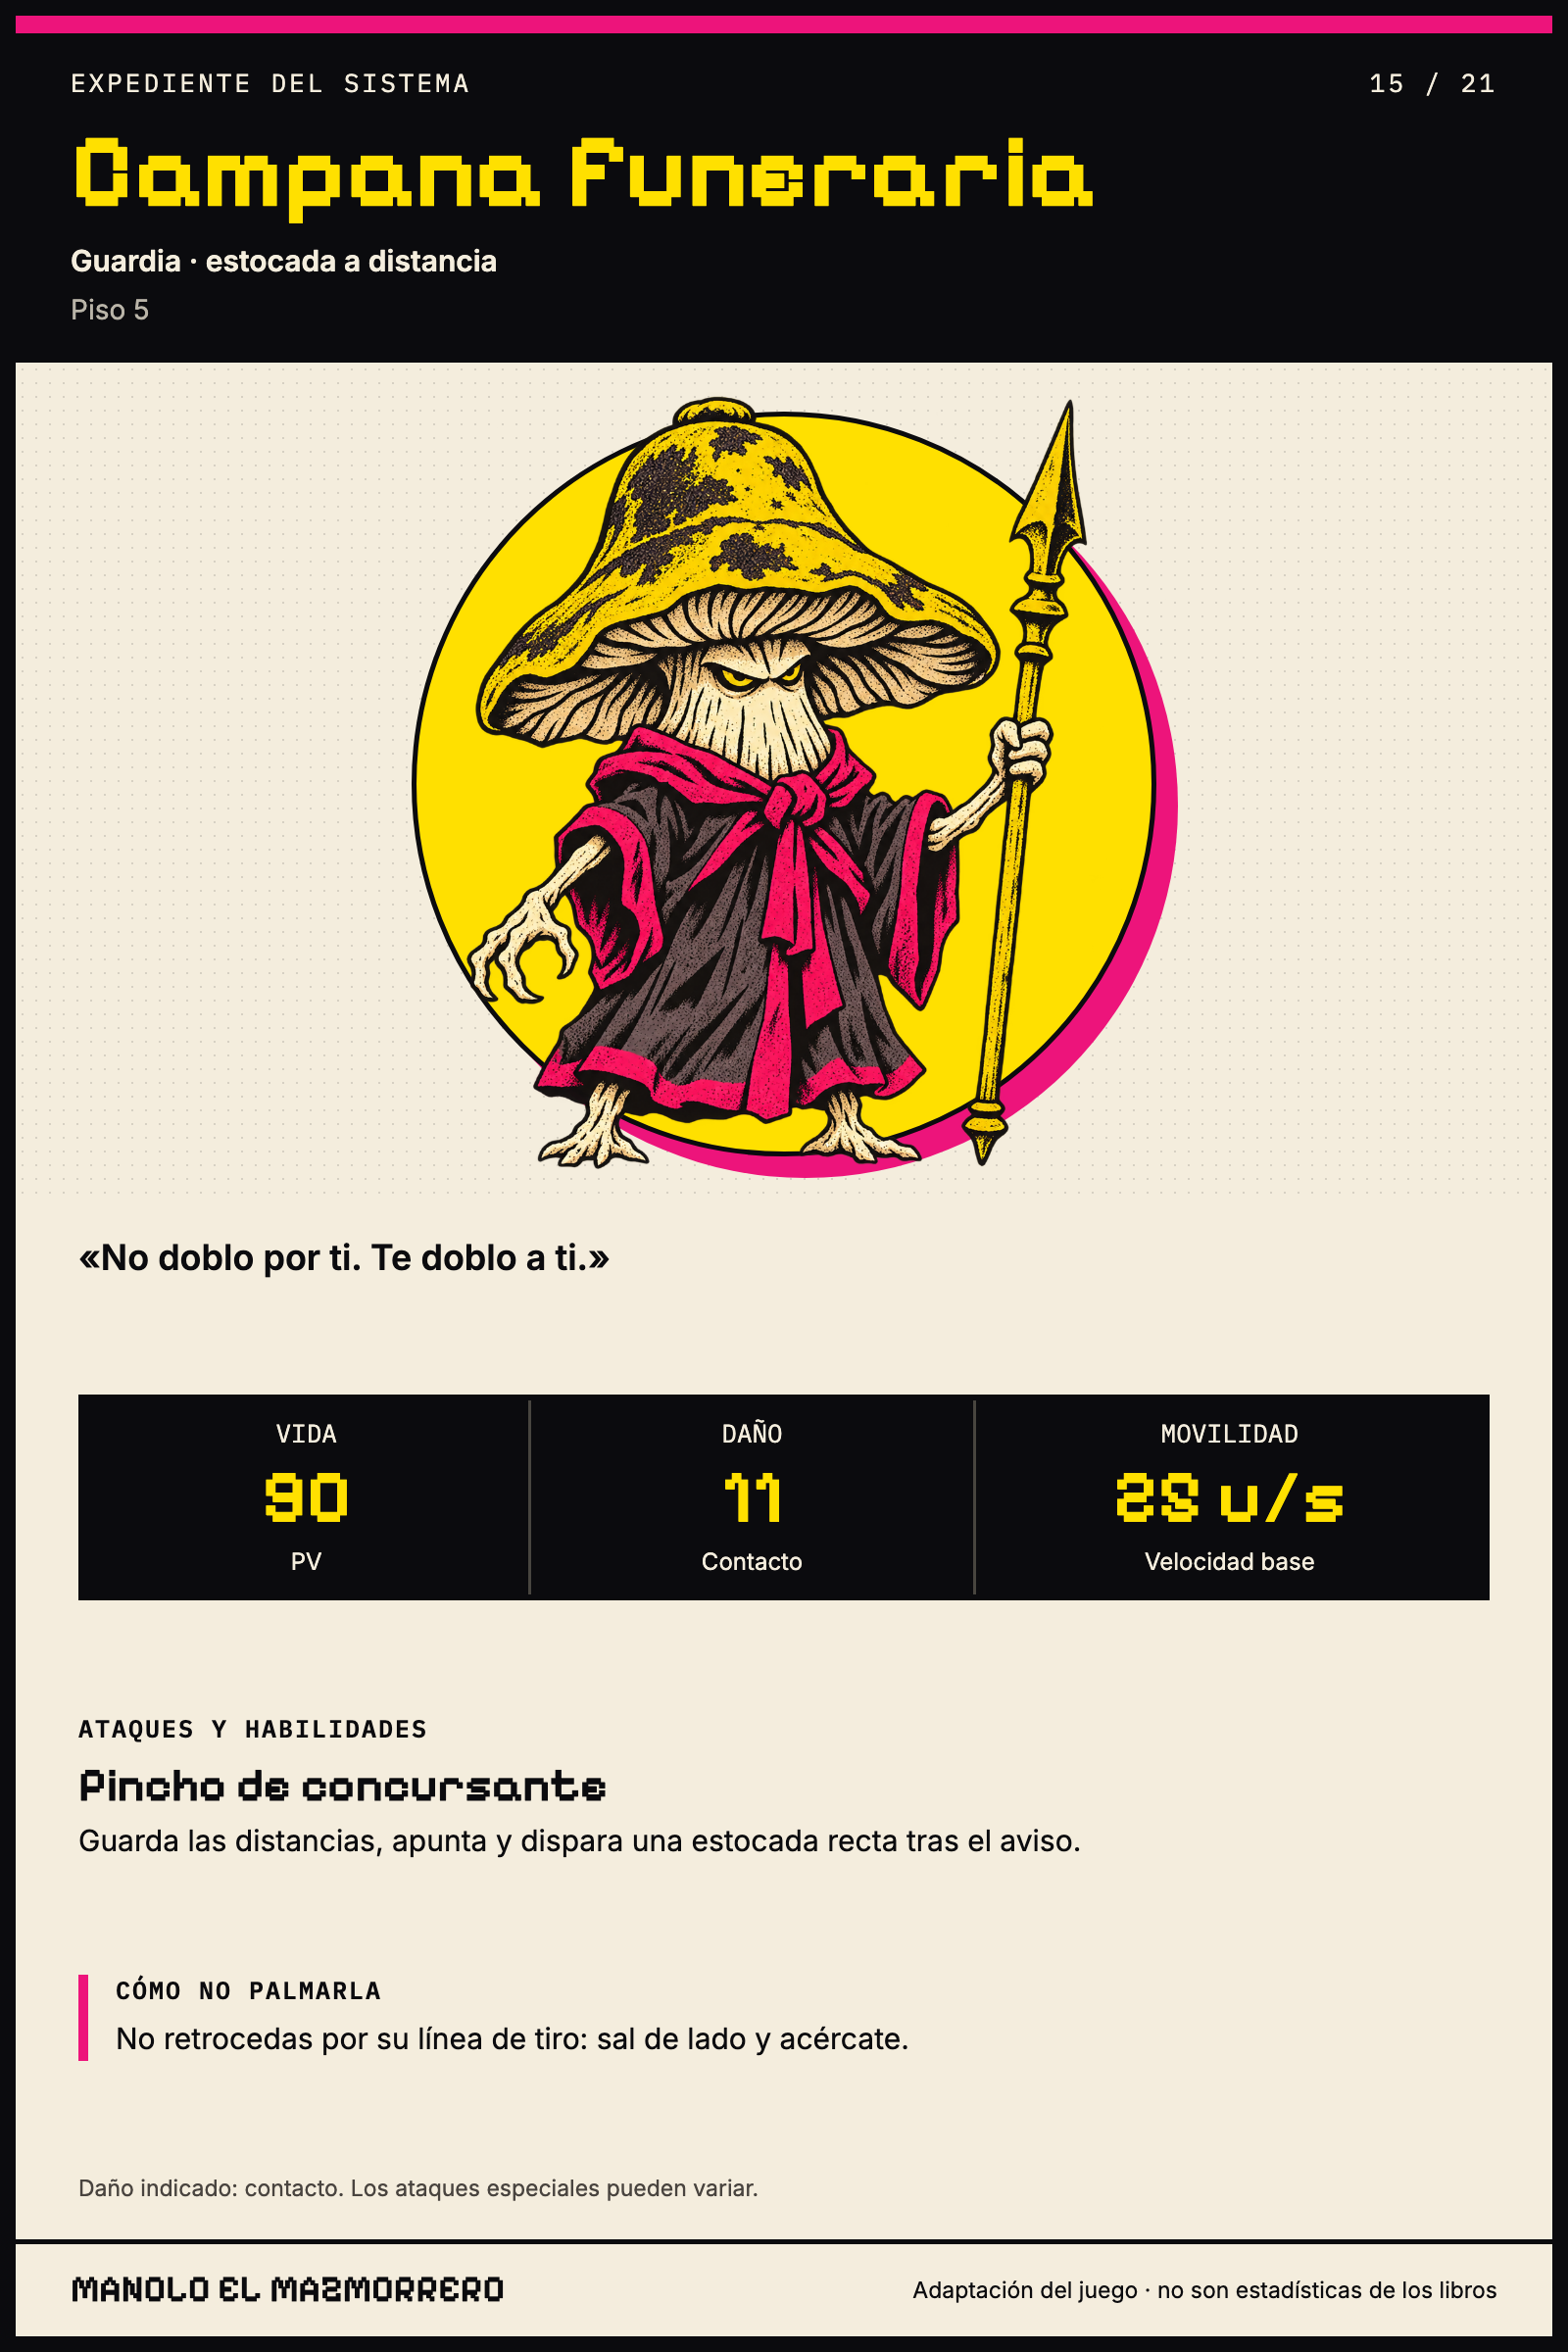 EXPEDIENTE DEL SISTEMA
15 / 21
Campana Funeraria
Guardia · estocada a distancia
Piso 5
«No doblo por ti. Te doblo a ti.»
VIDA
90
PV
DAÑO
11
Contacto
MOVILIDAD
28 u/s
Velocidad base
ATAQUES Y HABILIDADES
Pincho de concursante
Guarda las distancias, apunta y dispara una estocada recta tras el aviso.
CÓMO NO PALMARLA
No retrocedas por su línea de tiro: sal de lado y acércate.
Daño indicado: contacto. Los ataques especiales pueden variar.
MANOLO EL MAZMORRERO
Adaptación del juego · no son estadísticas de los libros